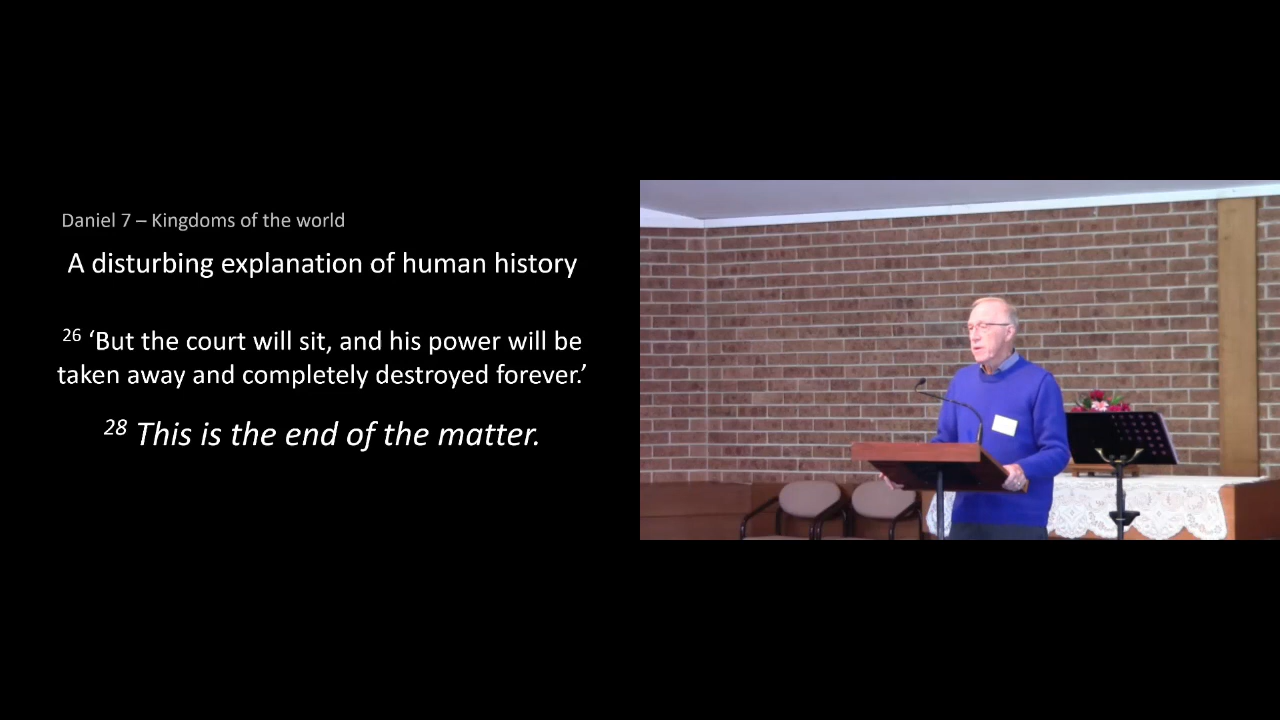 Daniel 7 – Kingdoms of the world
A disturbing explanation of human history
26 ‘But the court will sit, and his power will be
taken away and completely destroyed forever.’
28 This is the end of the matter.